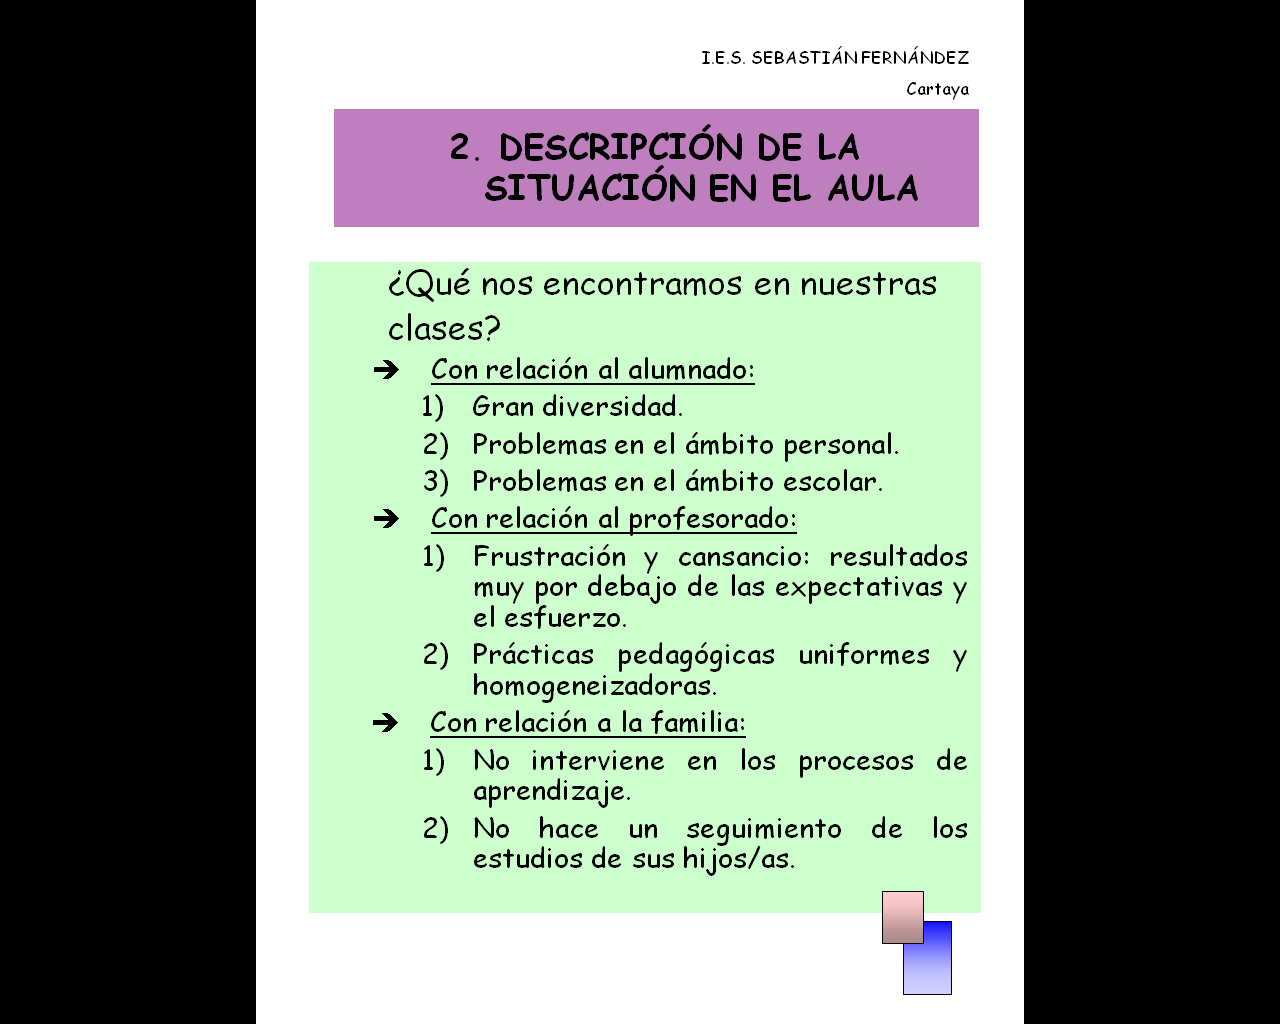 I.E.S. SEBASTIÁN FERNÁNDEZ
Cartaya
2. DESCRIPCIÓN DE LA
SITUACIÓN EN EL AULA
¿Qué nos encontramos en nuestras
clases?
➔ Con relación al alumnado:
1) Gran diversidad.
2) Problemas en el ámbito personal.
3) Problemas en el ámbito escolar.
➔ Con relación al profesorado:
1) Frustración y cansancio: resultados
muy por debajo de las expectativas y
el esfuerzo.
2) Prácticas pedagógicas uniformes y
homogeneizadoras.
➔ Con relación a la familia:
1) No interviene en los procesos de
aprendizaje.
2) No hace un seguimiento de los
estudios de sus hijos/as.